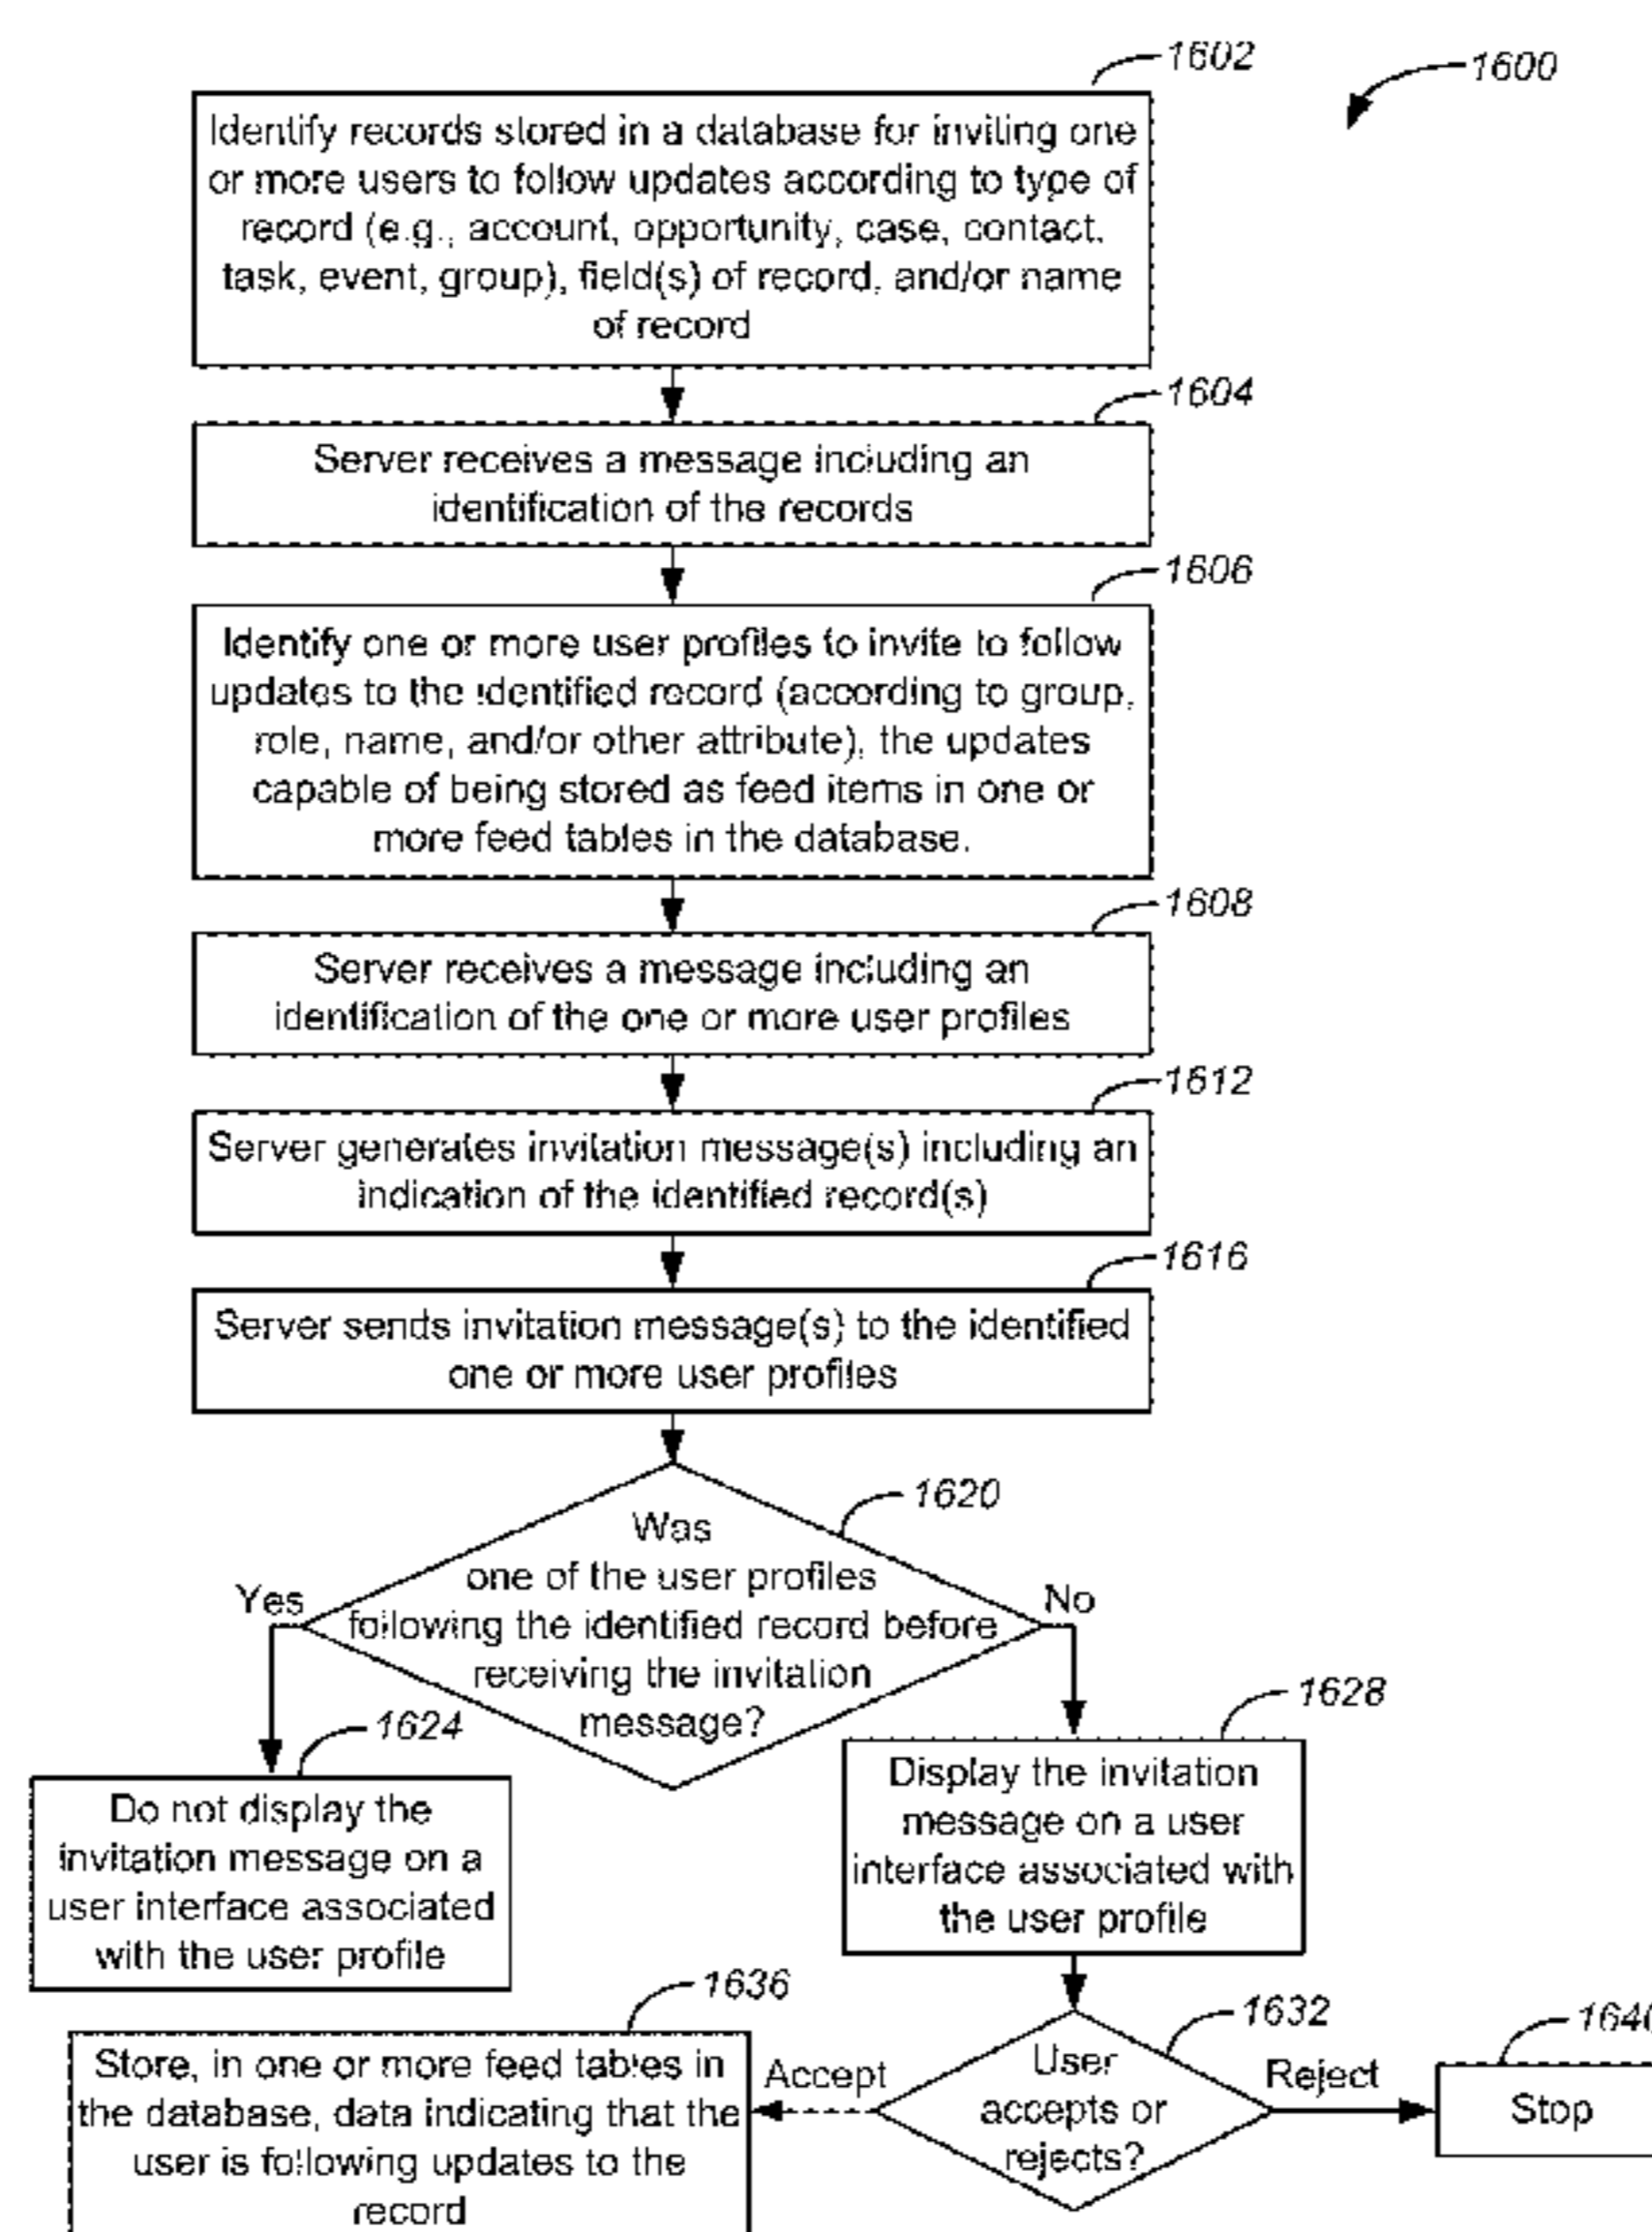 1602
1600
Identify records stored in a database for inviting one
or more users to follow updates according to type of
record (e.g., account, opportunity, case, contact,
task, event, group), field(s) of record, and/or name
of record
1604
Server receives a message including an
identification of the records
1606
Identify one or more user profiles to invite to follow
updates to the identified record (according to group,
role, name, and/or other attribute), the updates
capable of being stored as feed items in one or
more feed tables in the database.
1608
Server receives a message including an
identification of the one or more user profiles
1612
Server generates invitation message(s) including an
indication of the identified record(s)
1616
Server sends invitation message(s) to the identified
one or more user profiles
1620
Was
one of the user profiles
following the identified record before
receiving the invitation
message?
Yes
No
1624
Do not display the
invitation message on a
user interface associated
with the user profile
1628
Display the invitation
message on a user
interface associated with
the user profile
1632
User
accepts or
rejects?
Accept
Reject
1636
Store, in one or more feed tables in
the database, data indicating that the
user is following updates to the
record
1640
Stop